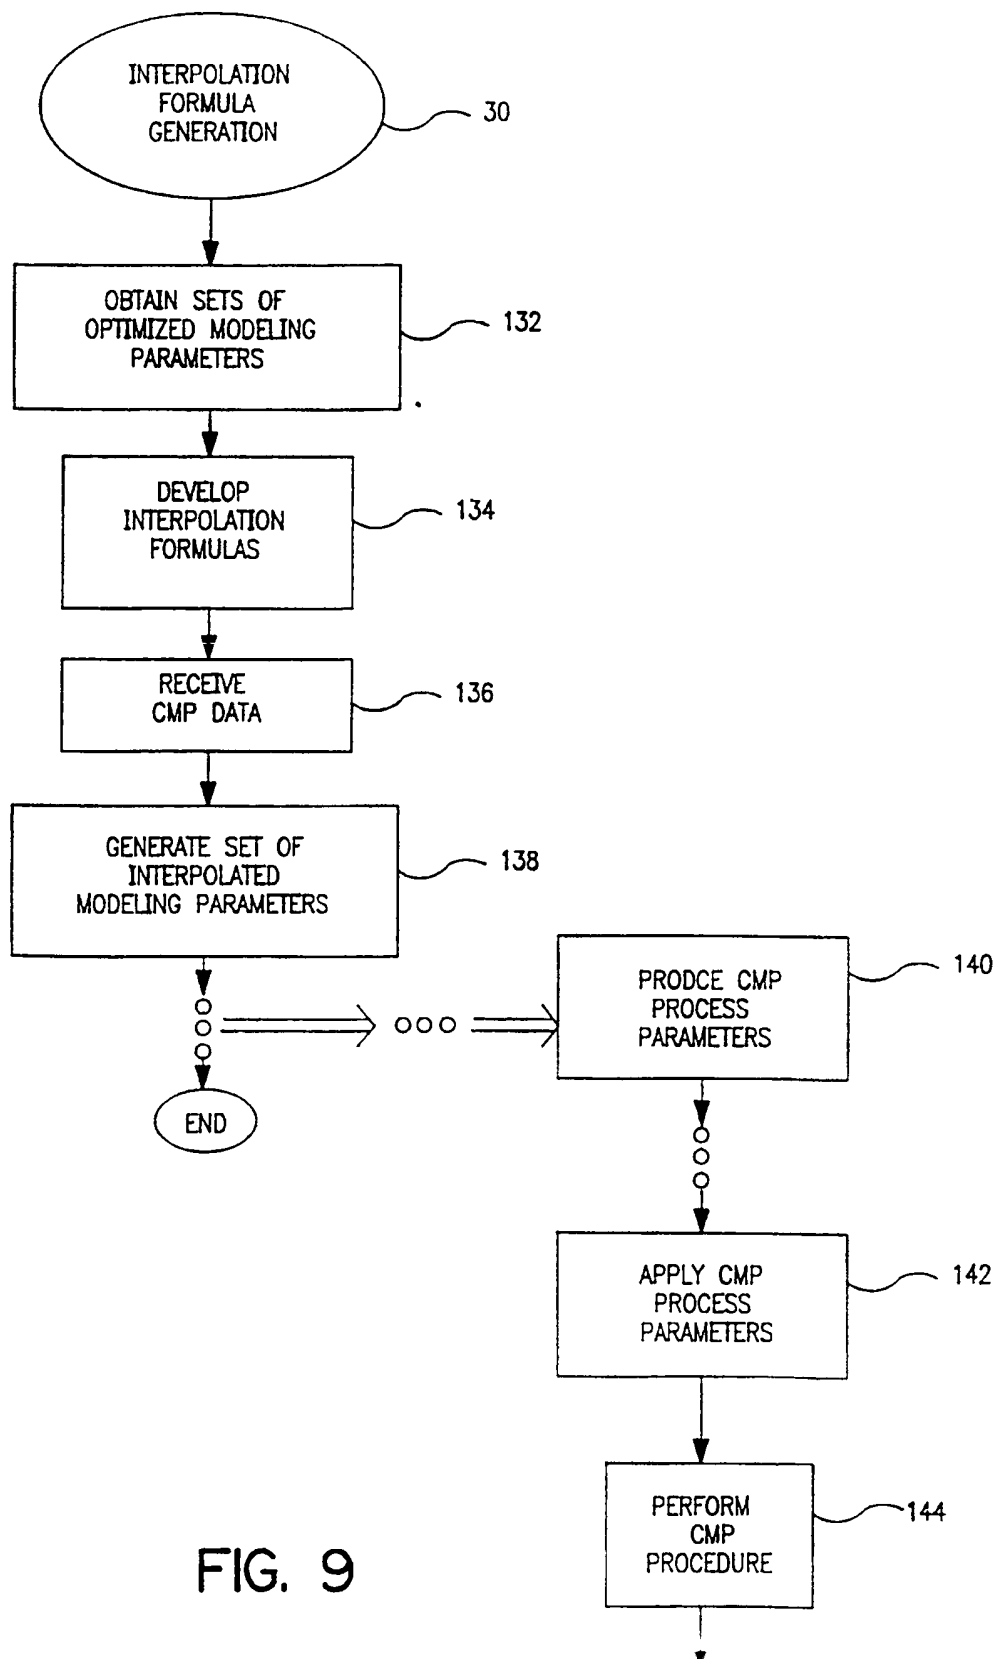 INTERPOLATION
FORMULA
GENERATION
30
OBTAIN SETS OF
OPTIMIZED MODELING
PARAMETERS
132
DEVELOP
INTERPOLATION
FORMULAS
134
RECEIVE
CMP DATA
136
GENERATE SET OF
INTERPOLATED
MODELING PARAMETERS
138
END
PRODCE CMP
PROCESS
PARAMETERS
140
APPLY CMP
PROCESS
PARAMETERS
142
PERFORM
CMP
PROCEDURE
144
FIG. 9